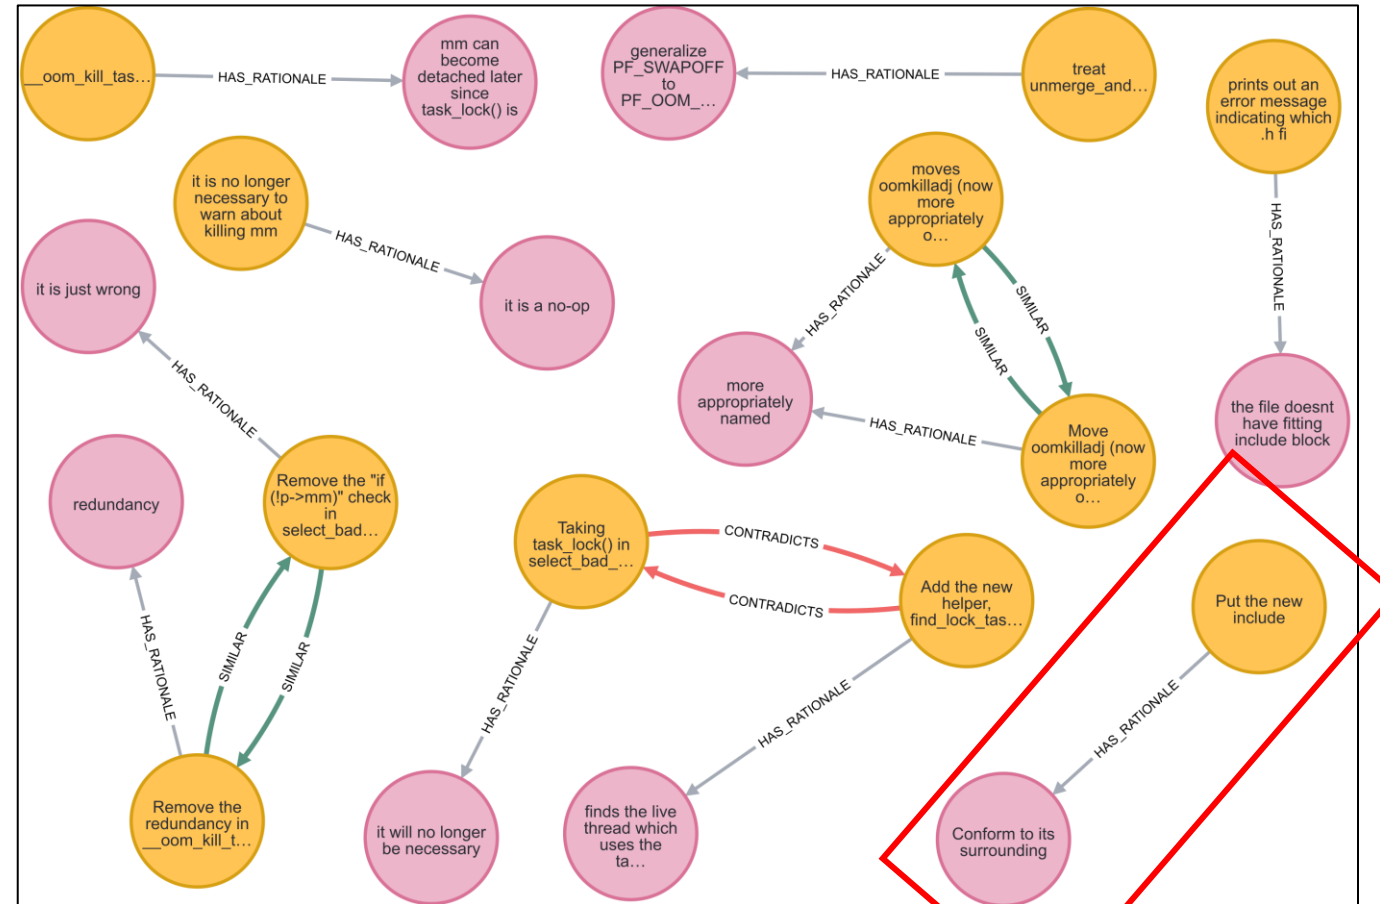 __oom_kill_tas…
HAS_RATIONALE
mm can
become
detached later
since
task_lock() is
generalize
PF_SWAPOFF
to
PF_OOM_…
HAS_RATIONALE
treat
unmerge_and…
prints out an
error message
indicating which
.h fi
HAS_RATIONALE
the file doesnt
have fitting
include block
it is no longer
necessary to
warn about
killing mm
HAS_RATIONALE
it is a no-op
moves
oomkilladj (now
more
appropriately
o…
HAS_RATIONALE
SIMILAR
SIMILAR
more
appropriately
named
HAS_RATIONALE
Move
oomkilladj (now
more
appropriately
o…
it is just wrong
HAS_RATIONALE
Remove the "if
(!p->mm)" check
in
select_bad…
redundancy
HAS_RATIONALE
SIMILAR
SIMILAR
Remove the
redundancy in
__oom_kill_t…
Taking
task_lock() in
select_bad_…
CONTRADICTS
CONTRADICTS
Add the new
helper,
find_lock_tas…
HAS_RATIONALE
it will no longer
be necessary
HAS_RATIONALE
finds the live
thread which
uses the
ta…
Put the new
include
HAS_RATIONALE
Conform to its
surrounding